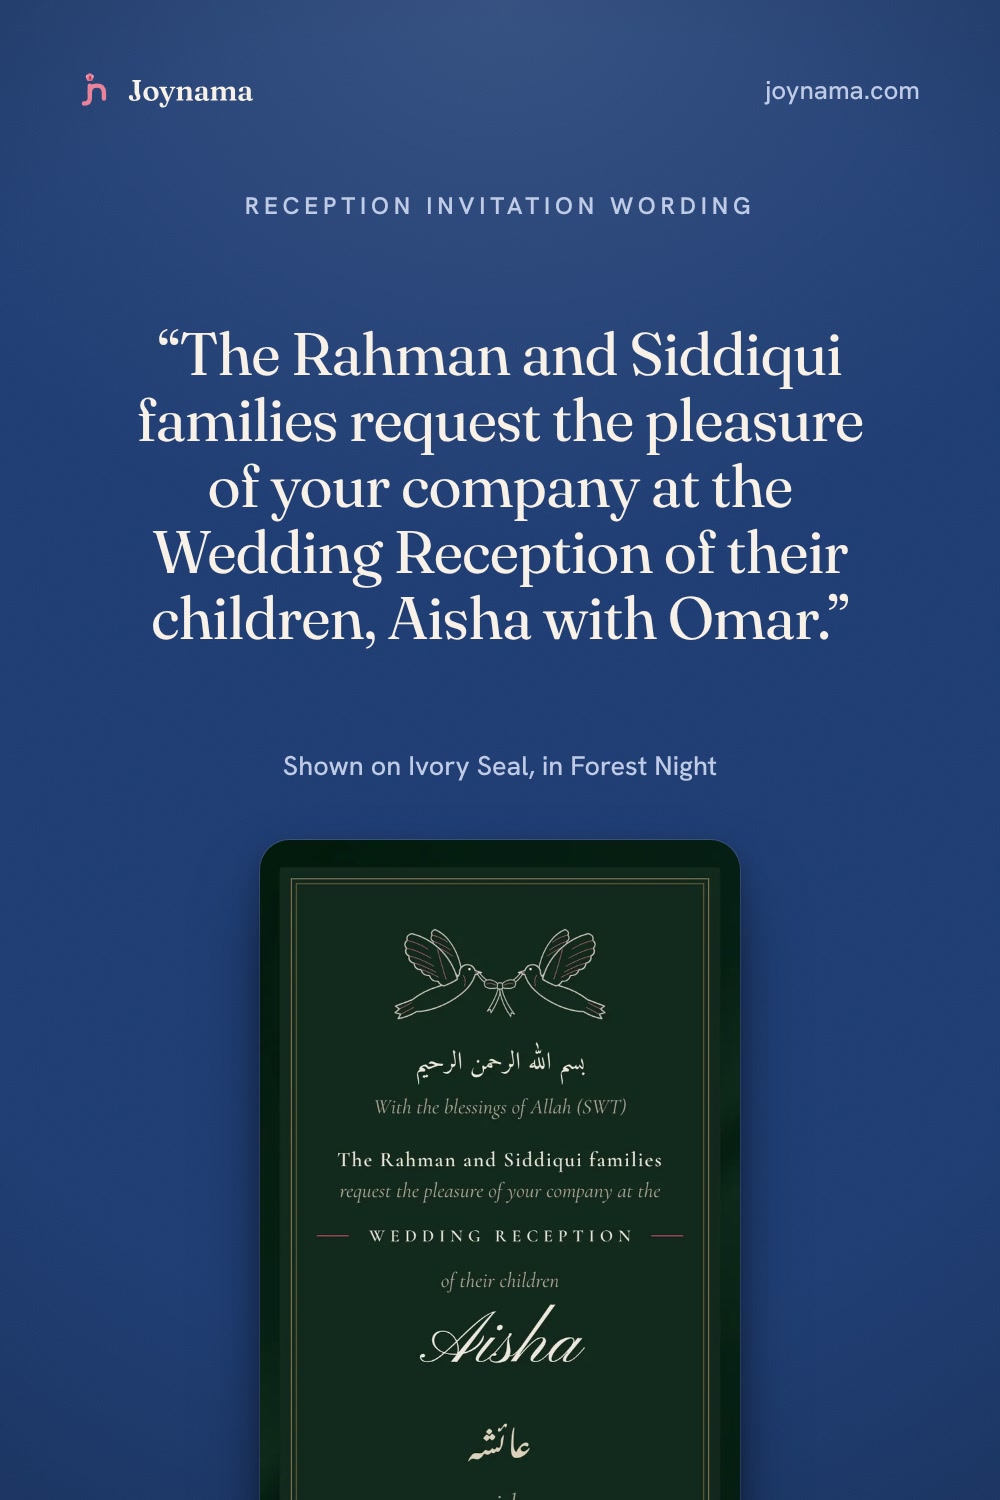 Joynama
joynama.com
RECEPTION INVITATION WORDING
“The Rahman and Siddiqui
families request the pleasure
of your company at the
Wedding Reception of their
children, Aisha with Omar.”
Shown on Ivory Seal, in Forest Night
بسم الله الرحمن الرحيم
With the blessings of Allah (SWT)
The Rahman and Siddiqui families
request the pleasure of your company at the
WEDDING RECEPTION
of their children
Aisha
عائشہ